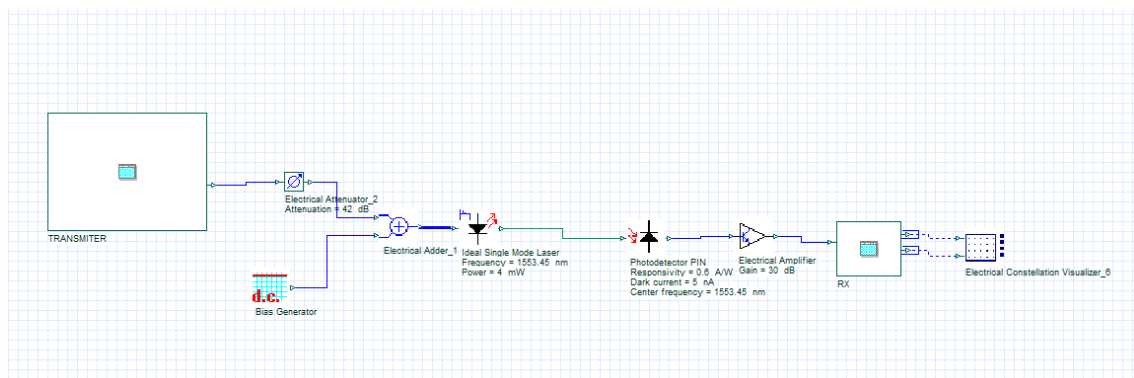 TRANSMITER
Electrical Attenuator_2
Attenuation = 42 dB
d.c.
Bias Generator
Electrical Adder_1
Ideal Single Mode Laser
Frequency = 1553.45 nm
Power = 4 mW
Photodetector PIN
Responsivity = 0.6 A/W
Dark current = 5 nA
Center frequency = 1553.45 nm
Electrical Amplifier
Gain = 30 dB
RX
Electrical Constellation Visualizer_6